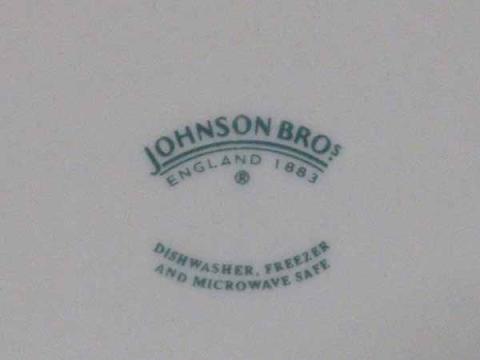 JOHNSON BROS
ENGLAND 1883
®
DISHWASHER, FREEZER
AND MICROWAVE SAFE